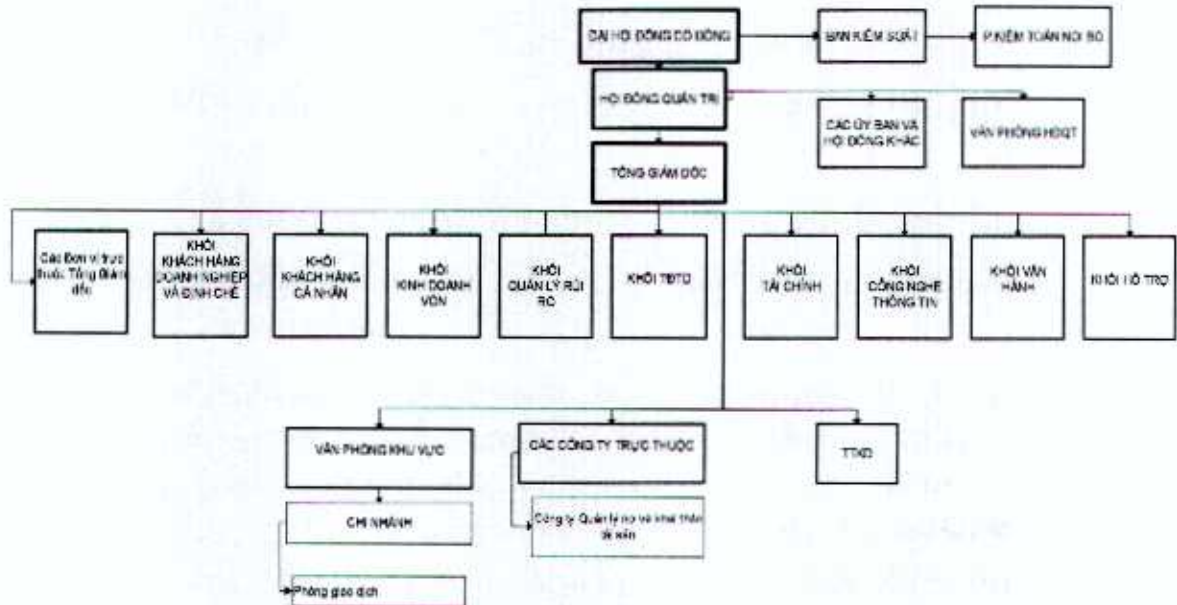 ĐẠI HỘI ĐỒNG CỔ ĐÔNG
BAN KIỂM SOÁT
P.KIỂM TOÁN NỘI BỘ
HỘI ĐỒNG QUẢN TRỊ
CÁC ỦY BAN VÀ
HỘI ĐỒNG KHÁC
VĂN PHÒNG HĐQT
TỔNG GIÁM ĐỐC
Các Đơn vị trực
thuộc Tổng Giám
đốc
KHỐI
KHÁCH HÀNG
DOANH NGHIỆP
VÀ ĐỊNH CHẾ
KHỐI
KHÁCH HÀNG
CÁ NHÂN
KHỐI
KINH DOANH
VỐN
KHỐI
QUẢN LÝ RỦI
RO
KHỐI TĐTD
KHỐI
TÀI CHÍNH
KHỐI
CÔNG NGHỆ
THÔNG TIN
KHỐI VẬN
HÀNH
KHỐI HỖ TRỢ
VĂN PHÒNG KHU VỰC
CÁC CÔNG TY TRỰC THUỘC
TTXD
CHI NHÁNH
Công ty Quản lý nợ và khai thác
tài sản
Phòng giao dịch